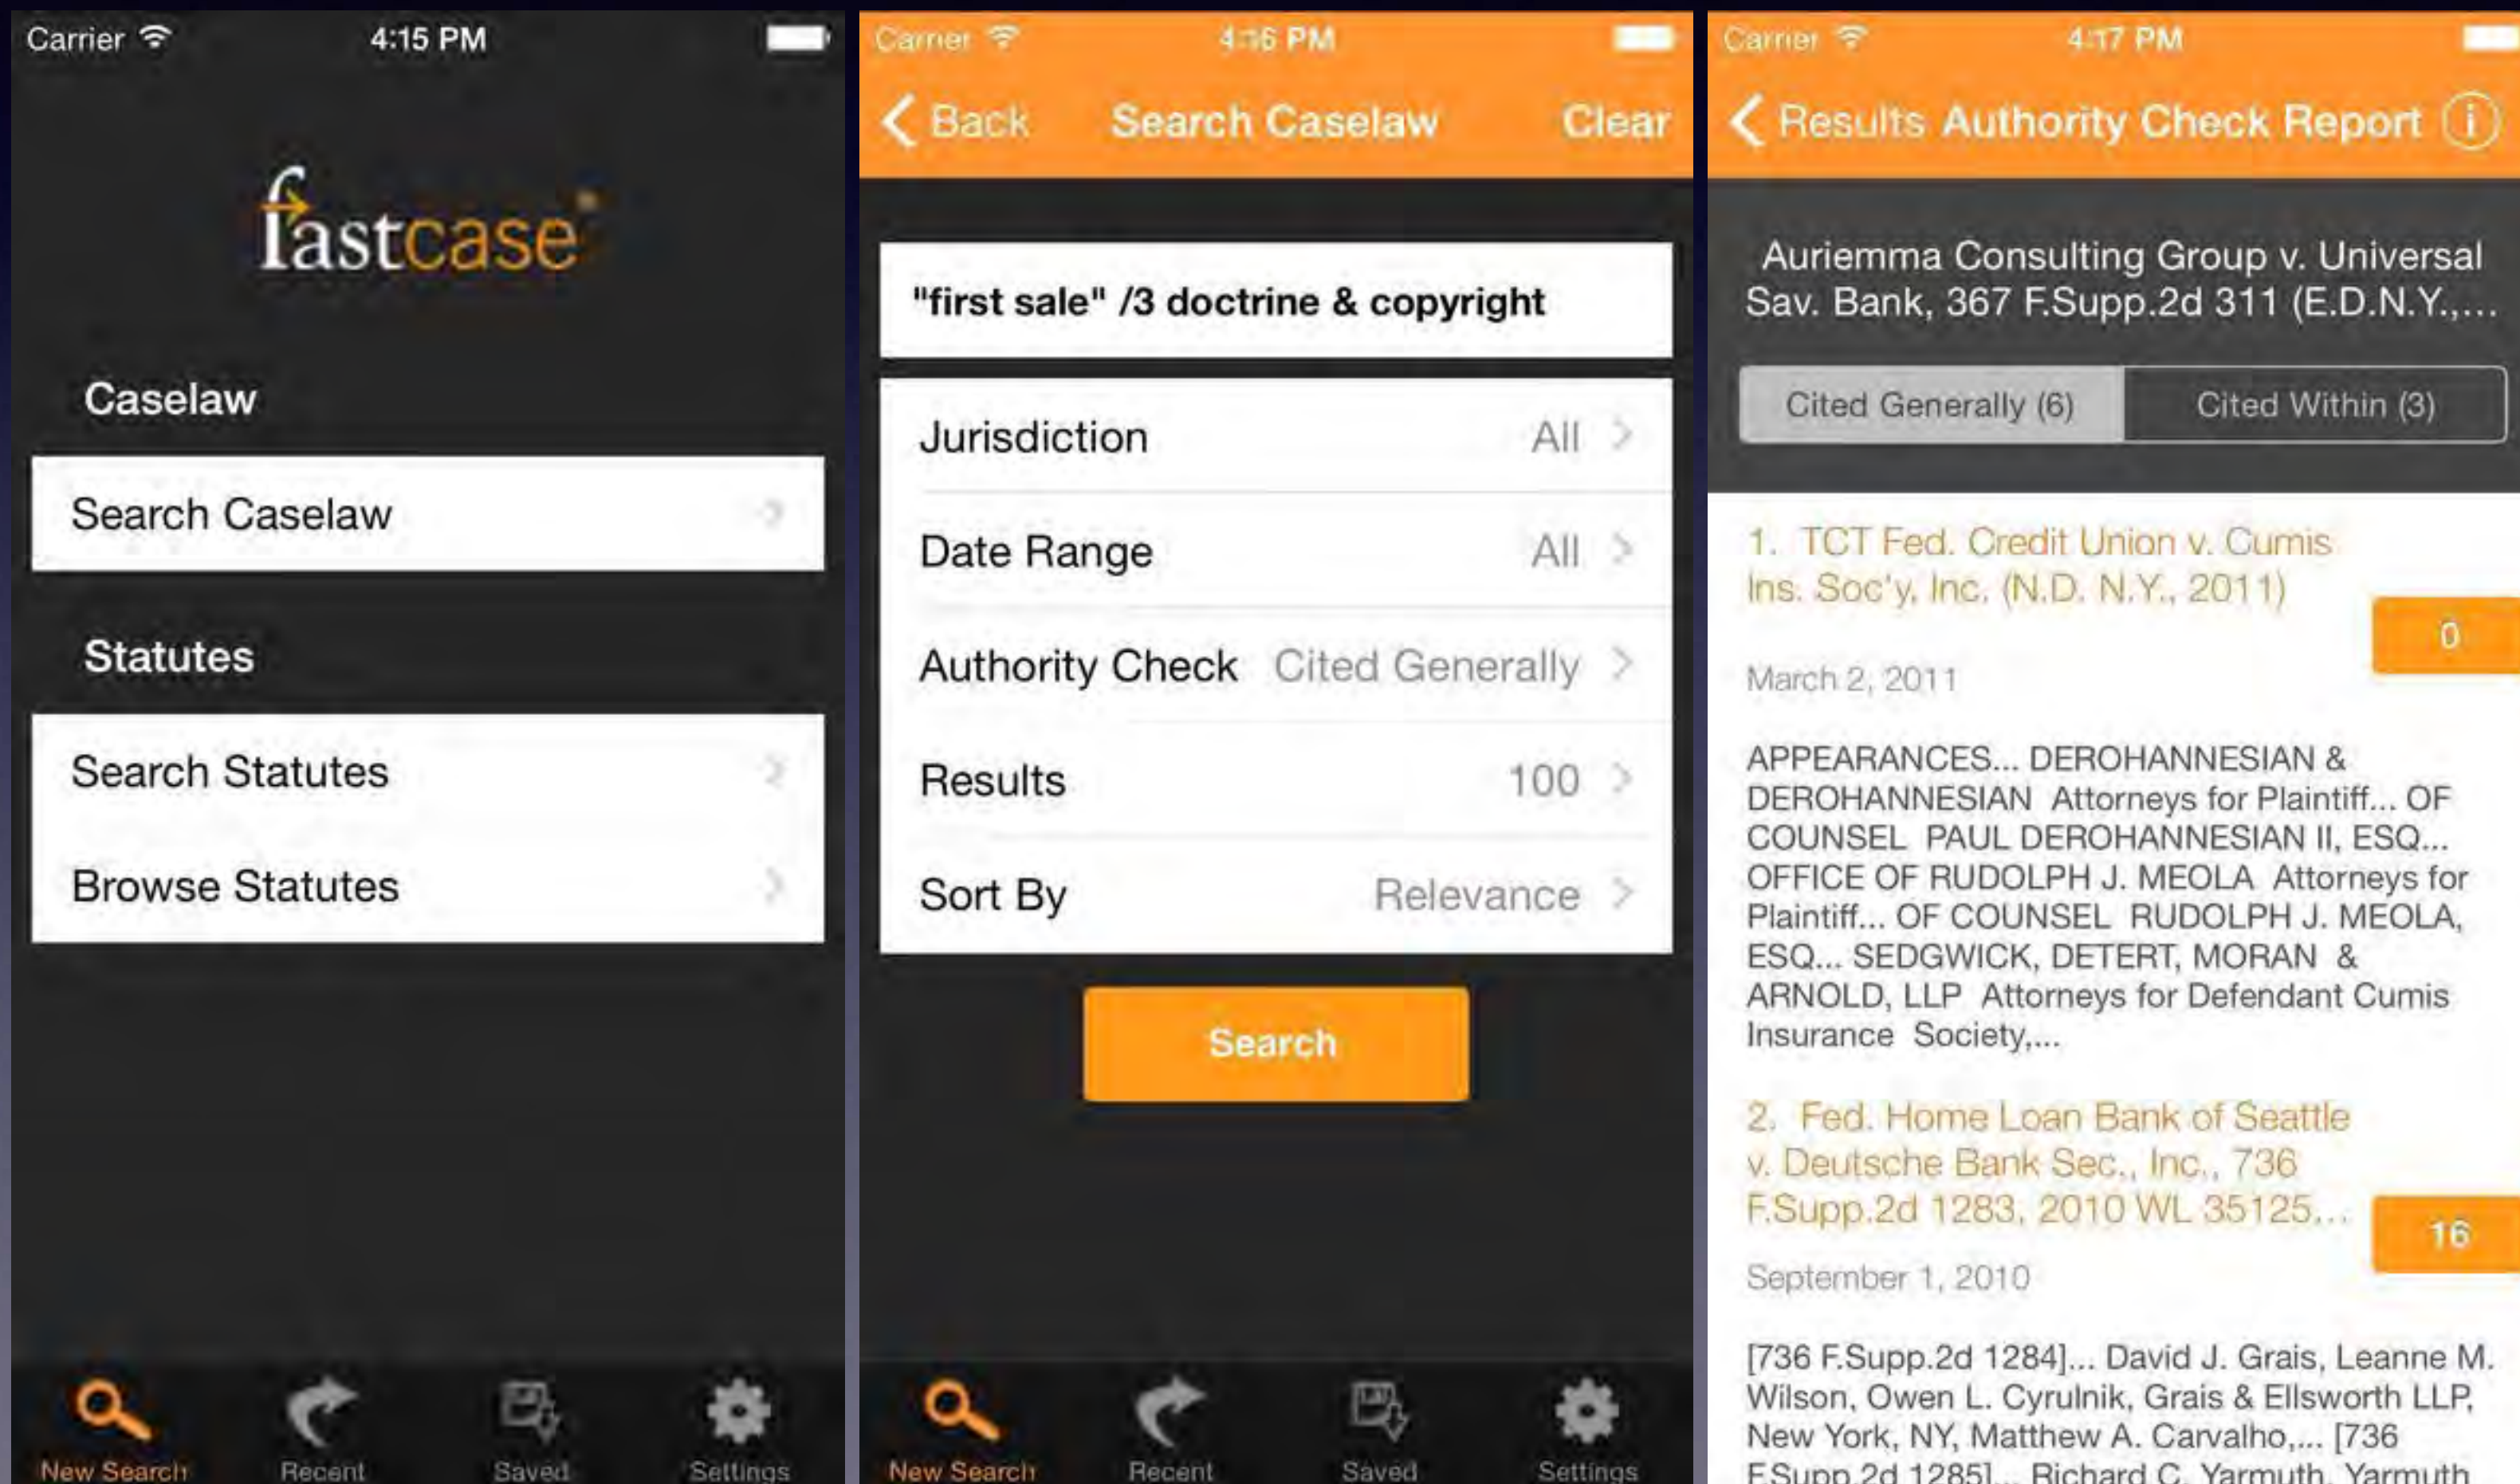 Carrier 4:15 PM
fastcase
Caselaw
Search Caselaw
Statutes
Search Statutes
Browse Statutes
New Search Recent Saved Settings
Carrier 4:16 PM
Back Search Caselaw Clear
"first sale" /3 doctrine & copyright
Jurisdiction All
Date Range All
Authority Check Cited Generally
Results 100
Sort By Relevance
Search
New Search Recent Saved Settings
Carrier 4:17 PM
Results Authority Check Report i
Auriemma Consulting Group v. Universal
Sav. Bank, 367 F.Supp.2d 311 (E.D.N.Y.,...
Cited Generally (6) Cited Within (3)
1. TCT Fed. Credit Union v. Cumis
Ins. Soc'y, Inc. (N.D. N.Y., 2011)
0
March 2, 2011
APPEARANCES... DEROHANNESIAN &
DEROHANNESIAN Attorneys for Plaintiff... OF
COUNSEL PAUL DEROHANNESIAN II, ESQ...
OFFICE OF RUDOLPH J. MEOLA Attorneys for
Plaintiff... OF COUNSEL RUDOLPH J. MEOLA,
ESQ... SEDGWICK, DETERT, MORAN &
ARNOLD, LLP Attorneys for Defendant Cumis
Insurance Society,...
2. Fed. Home Loan Bank of Seattle
v. Deutsche Bank Sec., Inc., 736
F.Supp.2d 1283, 2010 WL 35125...
16
September 1, 2010
[736 F.Supp.2d 1284]... David J. Grais, Leanne M.
Wilson, Owen L. Cyrulnik, Grais & Ellsworth LLP,
New York, NY, Matthew A. Carvalho,... [736
F.Supp.2d 1285]... Richard C. Yarmuth, Yarmuth